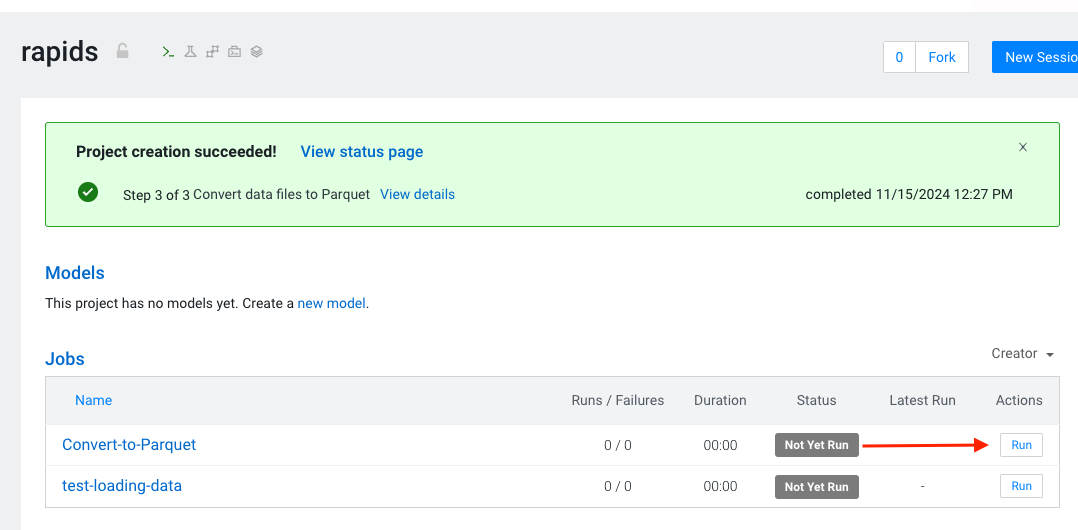 rapids
0 Fork New Sessio
Project creation succeeded! View status page
Step 3 of 3 Convert data files to Parquet View details completed 11/15/2024 12:27 PM
Models
This project has no models yet. Create a new model.
Creator
Jobs
Name Runs / Failures Duration Status Latest Run Actions
Convert-to-Parquet 0 / 0 00:00 Not Yet Run Run
test-loading-data 0 / 0 00:00 Not Yet Run - Run